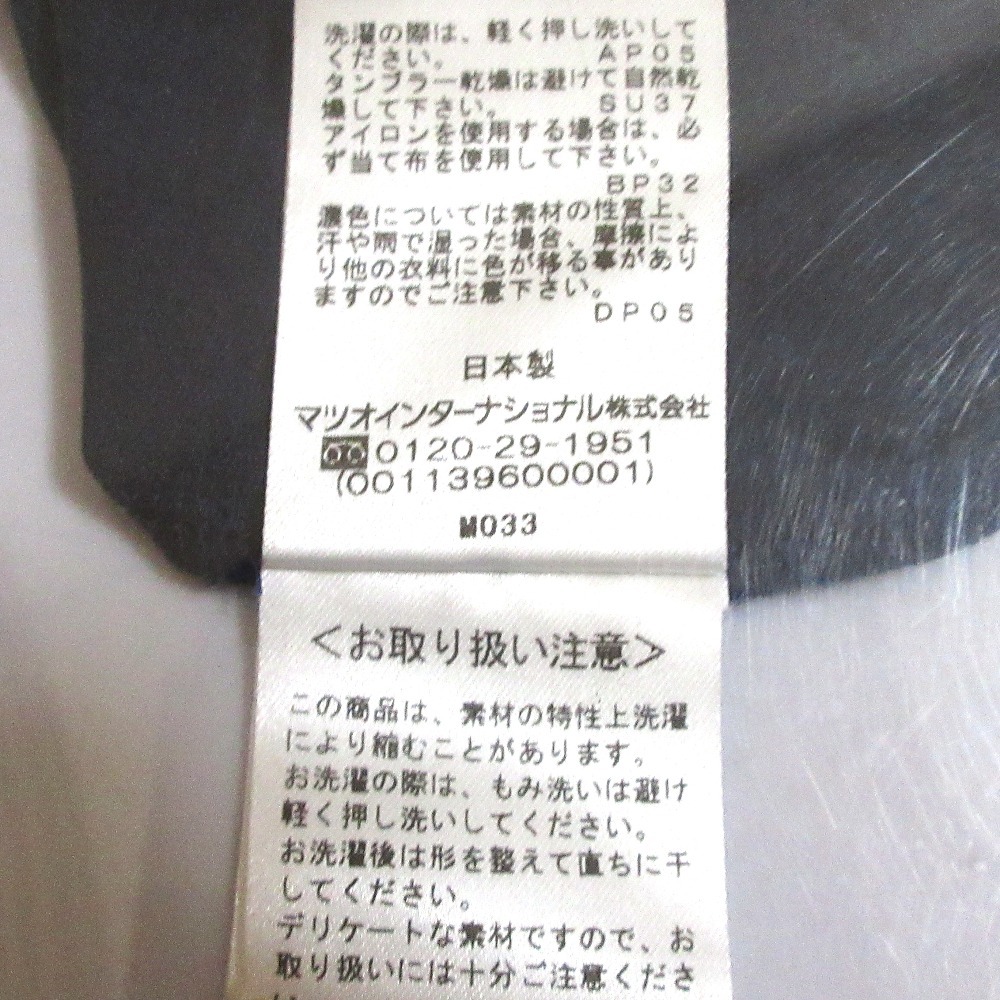 洗濯の際は、軽く押し洗いして
ください。 AP05
タンブラー乾燥は避けて自然乾
燥して下さい。 SU37
アイロンを使用する場合は、必
ず当て布を使用して下さい。
BP32
濃色については素材の性質上、
汗や雨で湿った場合、摩擦によ
り他の衣料に色が移る事があり
ますのでご注意下さい。
DP05
日本製
マツオインターナショナル株式会社
0120-29-1951
(001139600001)
M033
＜お取り扱い注意＞
この商品は、素材の特性上洗濯
により縮むことがあります。
お洗濯の際は、もみ洗いは避け
軽く押し洗いしてください。
お洗濯後は形を整えて直ちに干
してください。
デリケートな素材ですので、お
取り扱いには十分ご注意くださ